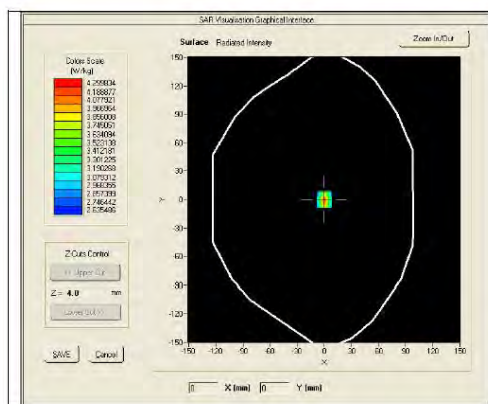 SAR Visualisation Graphical Interface
Surface Radiated Intensity
Zoom In/Out
Colors Scale
(W/kg)
4.299834
4.188877
4.077921
3.966964
3.856008
3.745051
3.634094
3.523138
3.412181
3.301225
3.190268
3.079312
2.968355
2.857399
2.746442
2.635486
150
120
90
60
30
0
-30
-60
-90
-120
-150
Y
-150 -120 -90 -60 -30 0 30 60 90 120 150
X
Z Cuts Control
Upper Cut
Z = 4.0 mm
Lower Cut
SAVE
Cancel
0 X (mm) 0 Y (mm)